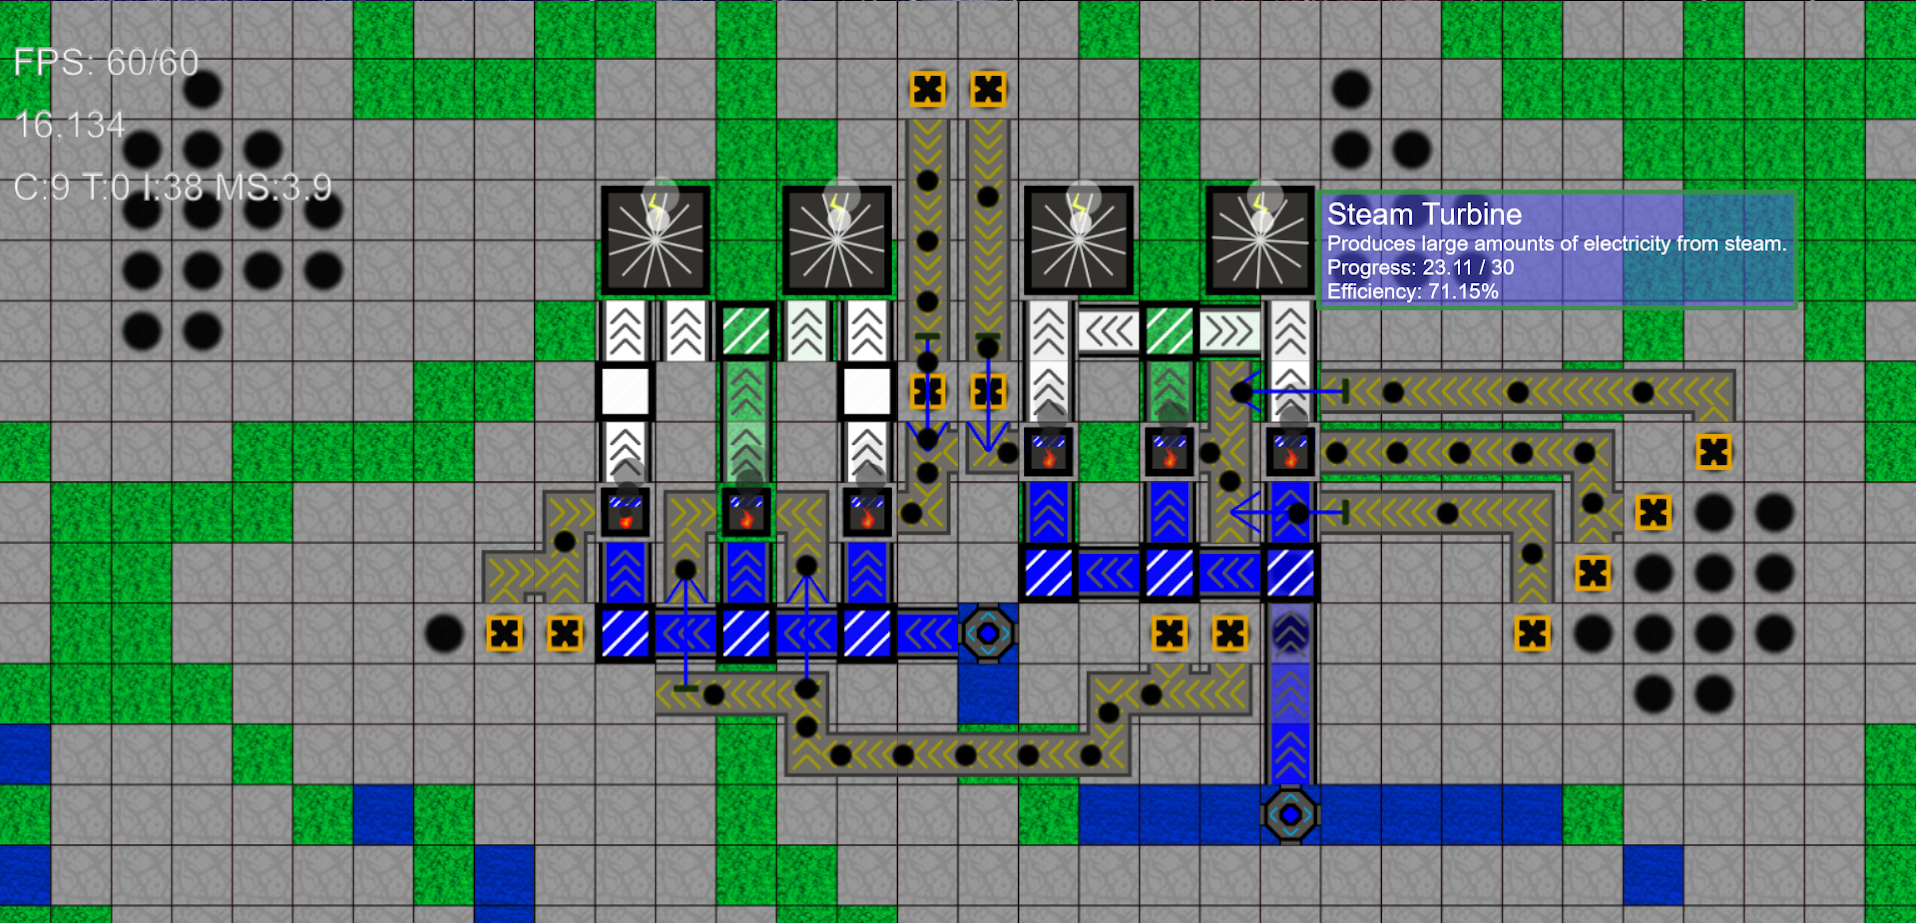 FPS: 60/60
16,134
C:9 T:0 I:38 MS:3.9
Steam Turbine
Produces large amounts of electricity from steam.
Progress: 23.11 / 30
Efficiency: 71.15%